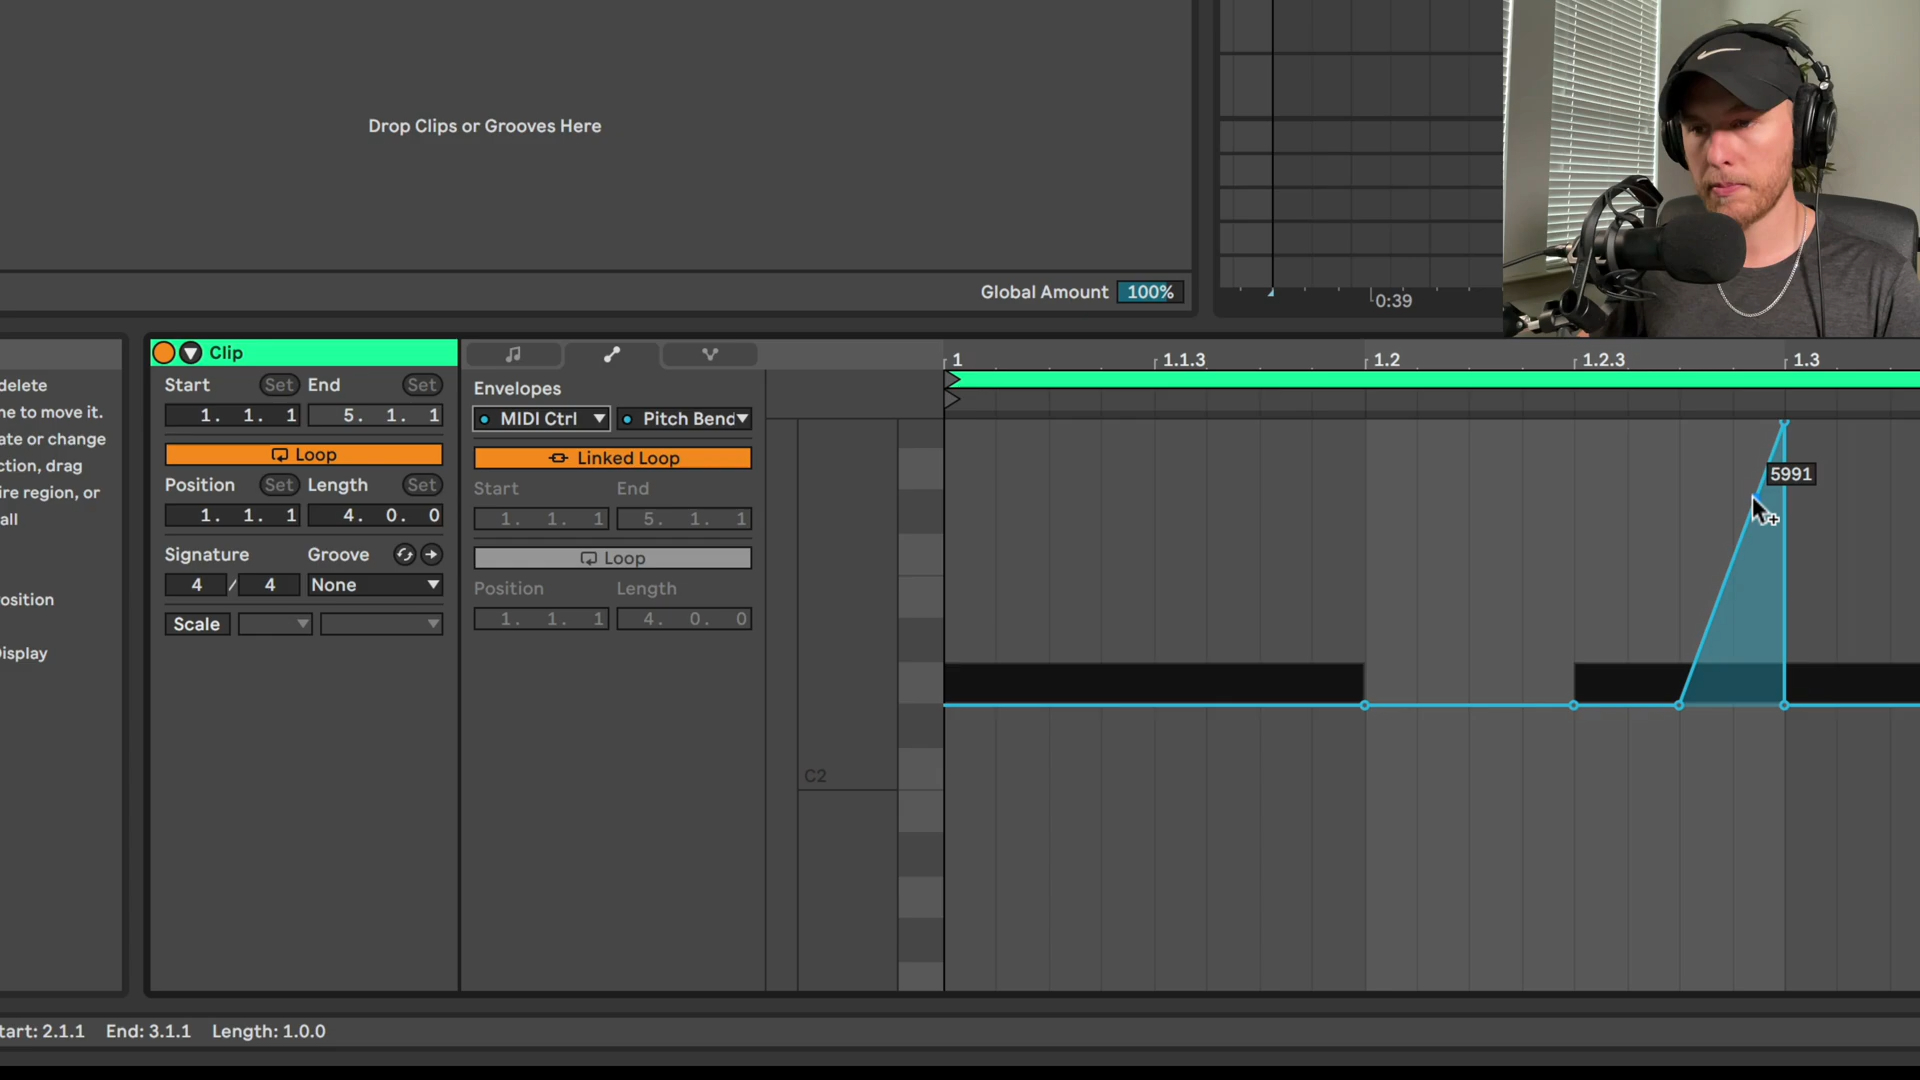 Drop Clips or Grooves Here
Global Amount 100%
0:39
delete
ne to move it.
ate or change
ction, drag
ire region, or
all
osition
isplay
Clip
Start Set End Set
1. 1. 1 5. 1. 1
Loop
Position Set Length Set
1. 1. 1 4. 0. 0
Signature Groove
4 / 4 None
Scale
Envelopes
MIDI Ctrl Pitch Bend
Linked Loop
Start End
1. 1. 1 5. 1. 1
Loop
Position Length
1. 1. 1 4. 0. 0
1 1.1.3 1.2 1.2.3 1.3
5991
C2
tart: 2.1.1 End: 3.1.1 Length: 1.0.0